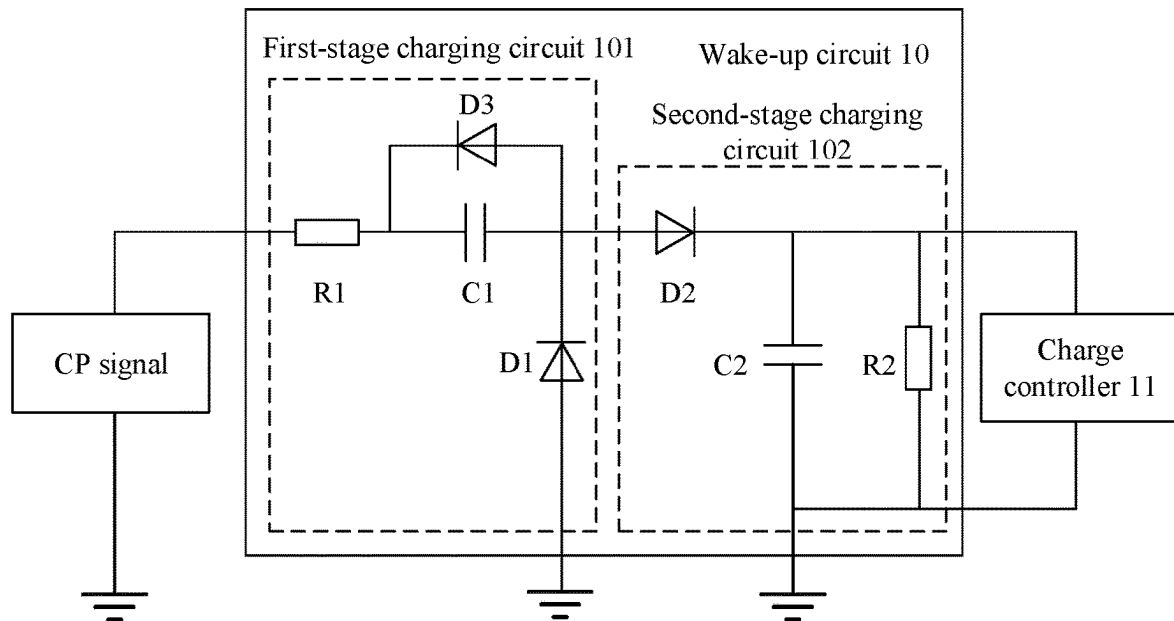 First-stage charging circuit 101
Wake-up circuit 10
D3
Second-stage charging
circuit 102
R1
C1
D2
CP signal
D1
C2
R2
Charge
controller 11